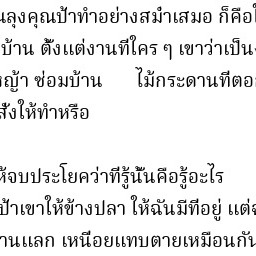 นลุงคุณป้าทำอย่างสม่ำเสมอ ก็คือ
บ้าน ตั้งแต่งานที่ใคร ๆ เขาว่าเป็น
หญ้า ซ่อมบ้าน ไม้กระดานที่ตอ
สั่งให้ทำหรือ
ห้จบประโยคว่าที่รู้นั้นคือรู้อะไร
ป้าเขาให้ข้างปลา ให้ฉันมีที่อยู่ แต่
านแลก เหนื่อยแทบตายเหมือนกัน